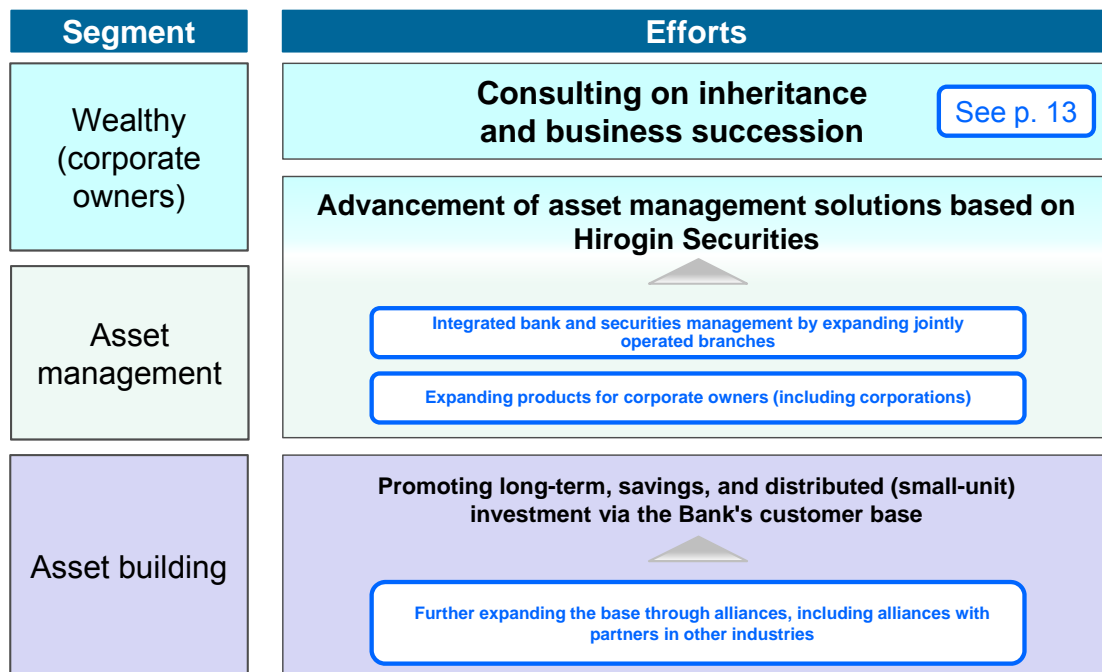 Segment
Efforts
Wealthy
(corporate
owners)
Consulting on inheritance
and business succession
See p. 13
Advancement of asset management solutions based on
Hirogin Securities
Asset
management
Integrated bank and securities management by expanding jointly
operated branches
Expanding products for corporate owners (including corporations)
Asset building
Promoting long-term, savings, and distributed (small-unit)
investment via the Bank's customer base
Further expanding the base through alliances, including alliances with
partners in other industries